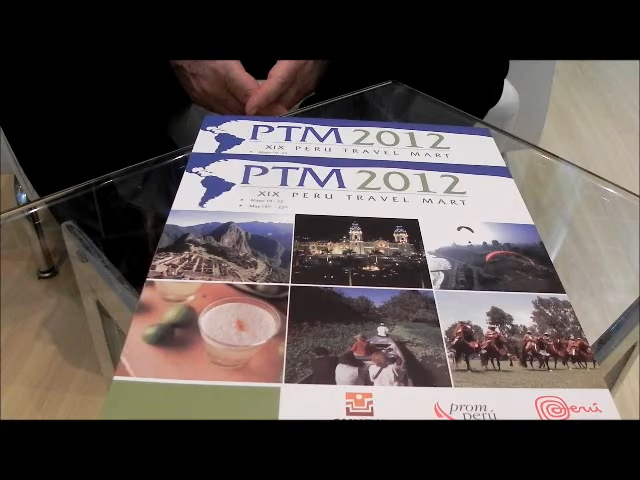 PTM 2012
XIX PERU TRAVEL MART
PTM 2012
XIX PERU TRAVEL MART
prom
perú
Perú